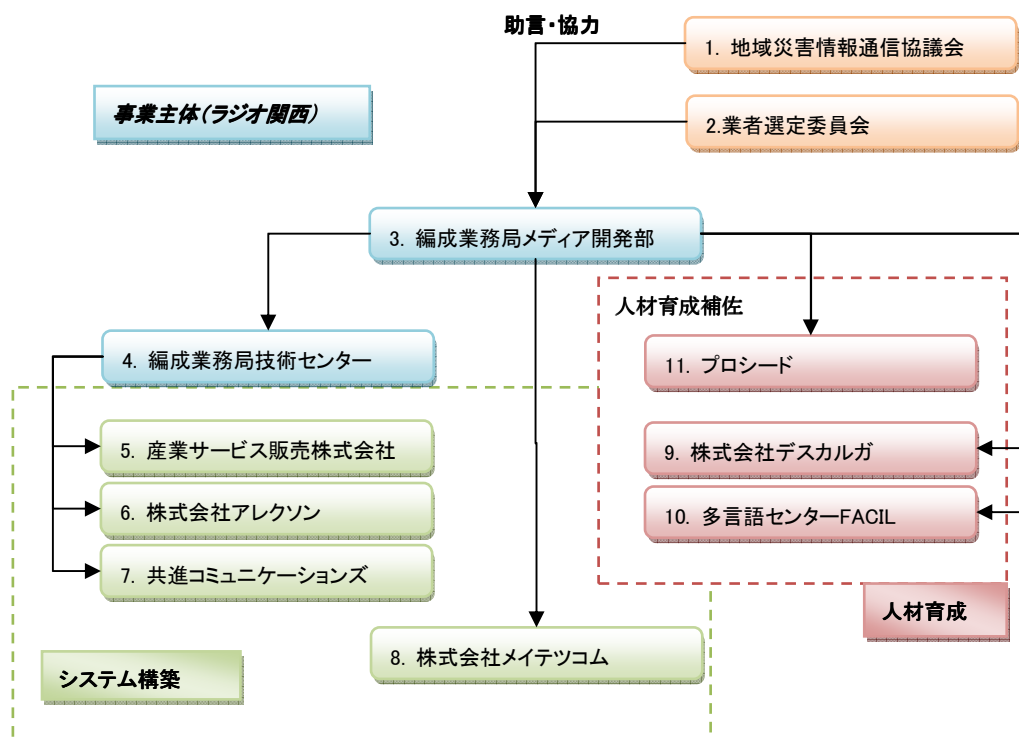 助言・協力
1. 地域災害情報通信協議会
事業主体(ラジオ関西)
2.業者選定委員会
3. 編成業務局メディア開発部
人材育成補佐
4. 編成業務局技術センター
11. プロシード
5. 産業サービス販売株式会社
9. 株式会社デスカルガ
6. 株式会社アレクソン
10. 多言語センターFACIL
7. 共進コミュニケーションズ
人材育成
8. 株式会社メイテツコム
システム構築